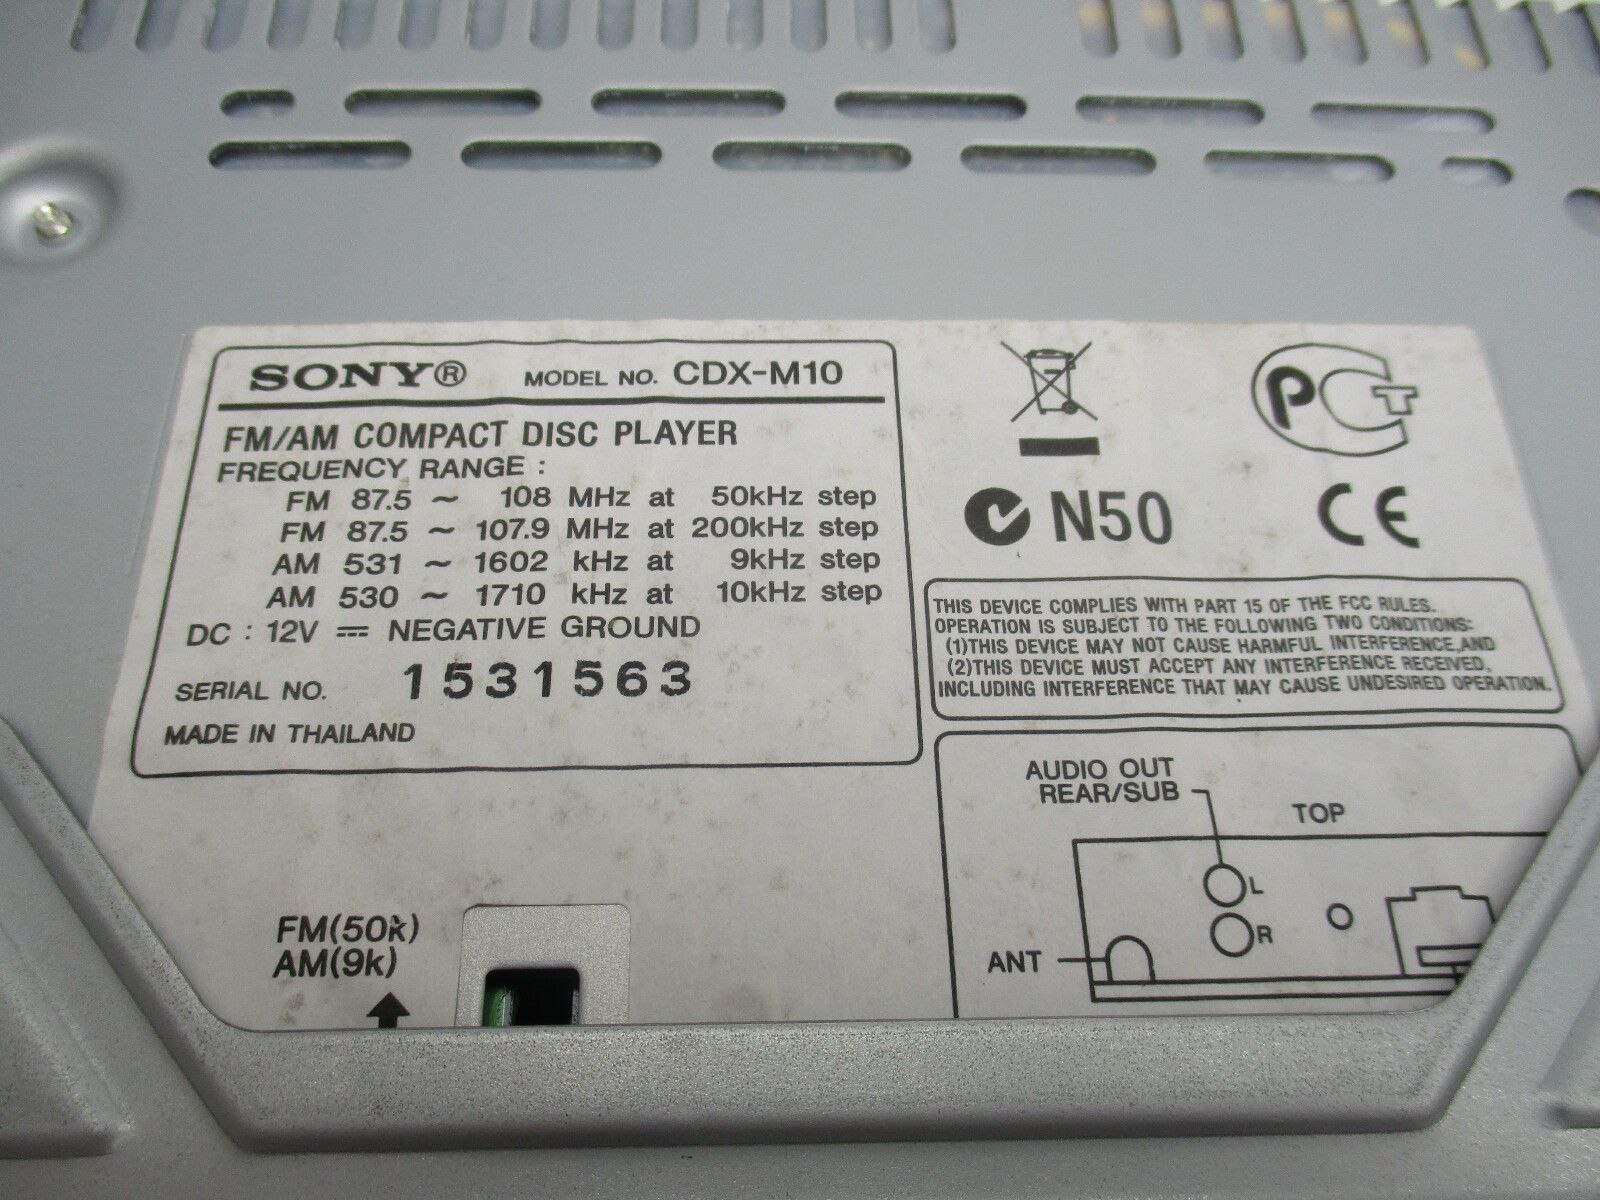 SONY® MODEL NO. CDX-M10
FM/AM COMPACT DISC PLAYER
FREQUENCY RANGE :
FM 87.5 ~ 108 MHz at 50kHz step
FM 87.5 ~ 107.9 MHz at 200kHz step
AM 531 ~ 1602 kHz at 9kHz step
AM 530 ~ 1710 kHz at 10kHz step
DC : 12V ⎓ NEGATIVE GROUND
SERIAL NO. 1531563
MADE IN THAILAND
FM(50k)
AM(9k)
PCT
N50
CE
THIS DEVICE COMPLIES WITH PART 15 OF THE FCC RULES.
OPERATION IS SUBJECT TO THE FOLLOWING TWO CONDITIONS:
(1)THIS DEVICE MAY NOT CAUSE HARMFUL INTERFERENCE,AND
(2)THIS DEVICE MUST ACCEPT ANY INTERFERENCE RECEIVED,
INCLUDING INTERFERENCE THAT MAY CAUSE UNDESIRED OPERATION.
AUDIO OUT
REAR/SUB
TOP
L
R
ANT